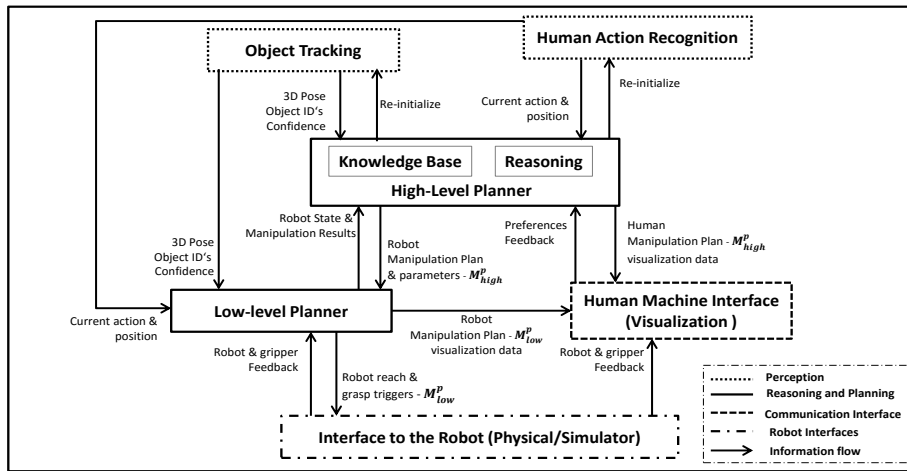 Object Tracking
Human Action Recognition
3D Pose
Object ID's
Confidence
Re-initialize
Current action &
position
Re-initialize
Knowledge Base
Reasoning
High-Level Planner
Robot State &
Manipulation Results
Robot
Manipulation Plan
& parameters - M^p_high
Preferences
Feedback
Human
Manipulation Plan - M^p_high
visualization data
3D Pose
Object ID's
Confidence
Low-level Planner
Human Machine Interface
(Visualization )
Current action &
position
Robot
Manipulation Plan - M^p_low
visualization data
Robot & gripper
Feedback
Robot reach &
grasp triggers - M^p_low
Robot & gripper
Feedback
Interface to the Robot (Physical/Simulator)
Perception
Reasoning and Planning
Communication Interface
Robot Interfaces
Information flow